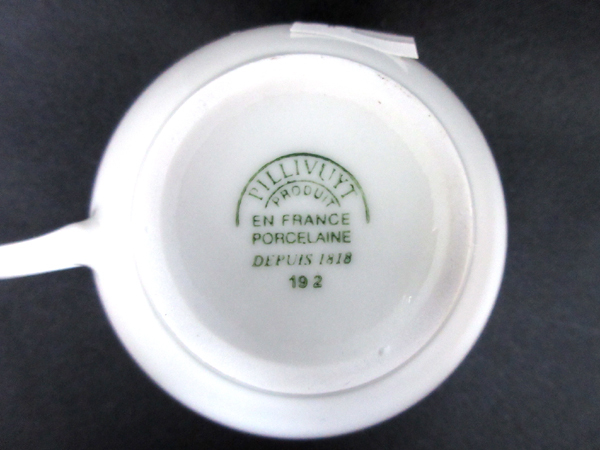 PILLIVUYT
PRODUIT
EN FRANCE
PORCELAINE
DEPUIS 1818
19 2